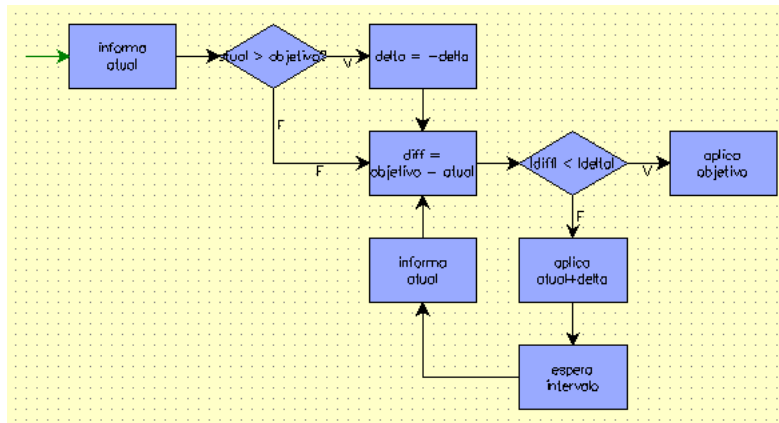 informa
atual
atual > objetivo?
V
delta = -delta
F
F
diff =
objetivo - atual
|diff| < |delta|
V
aplica
objetivo
F
informa
atual
aplica
atual+delta
espera
intervalo